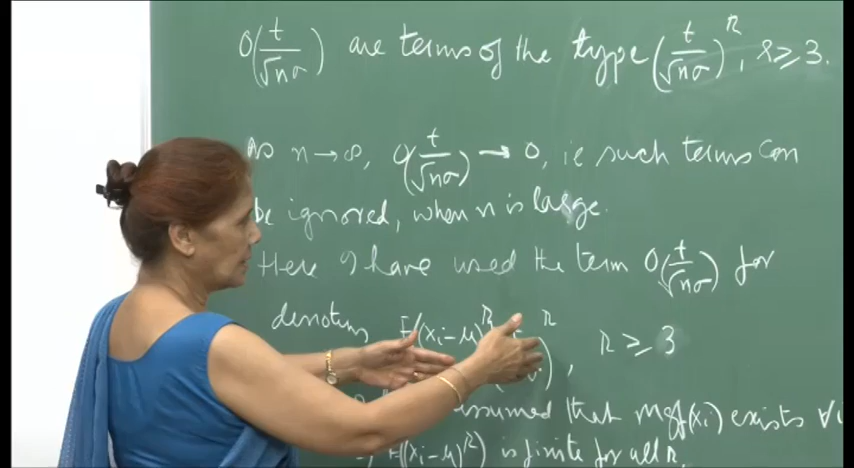 O(t/√nσ) are terms of the type (t/√nσ)^r, r ≥ 3.
As n → ∞, O(t/√nσ) → 0, ie such terms can
be ignored, when n is large.
Here I have used the term O(t/√nσ) for
denoting E(Xi-μ)^r r, r ≥ 3
assumed that mgf(Xi) exists ∀i
E((Xi-μ)^r) is finite for all r.